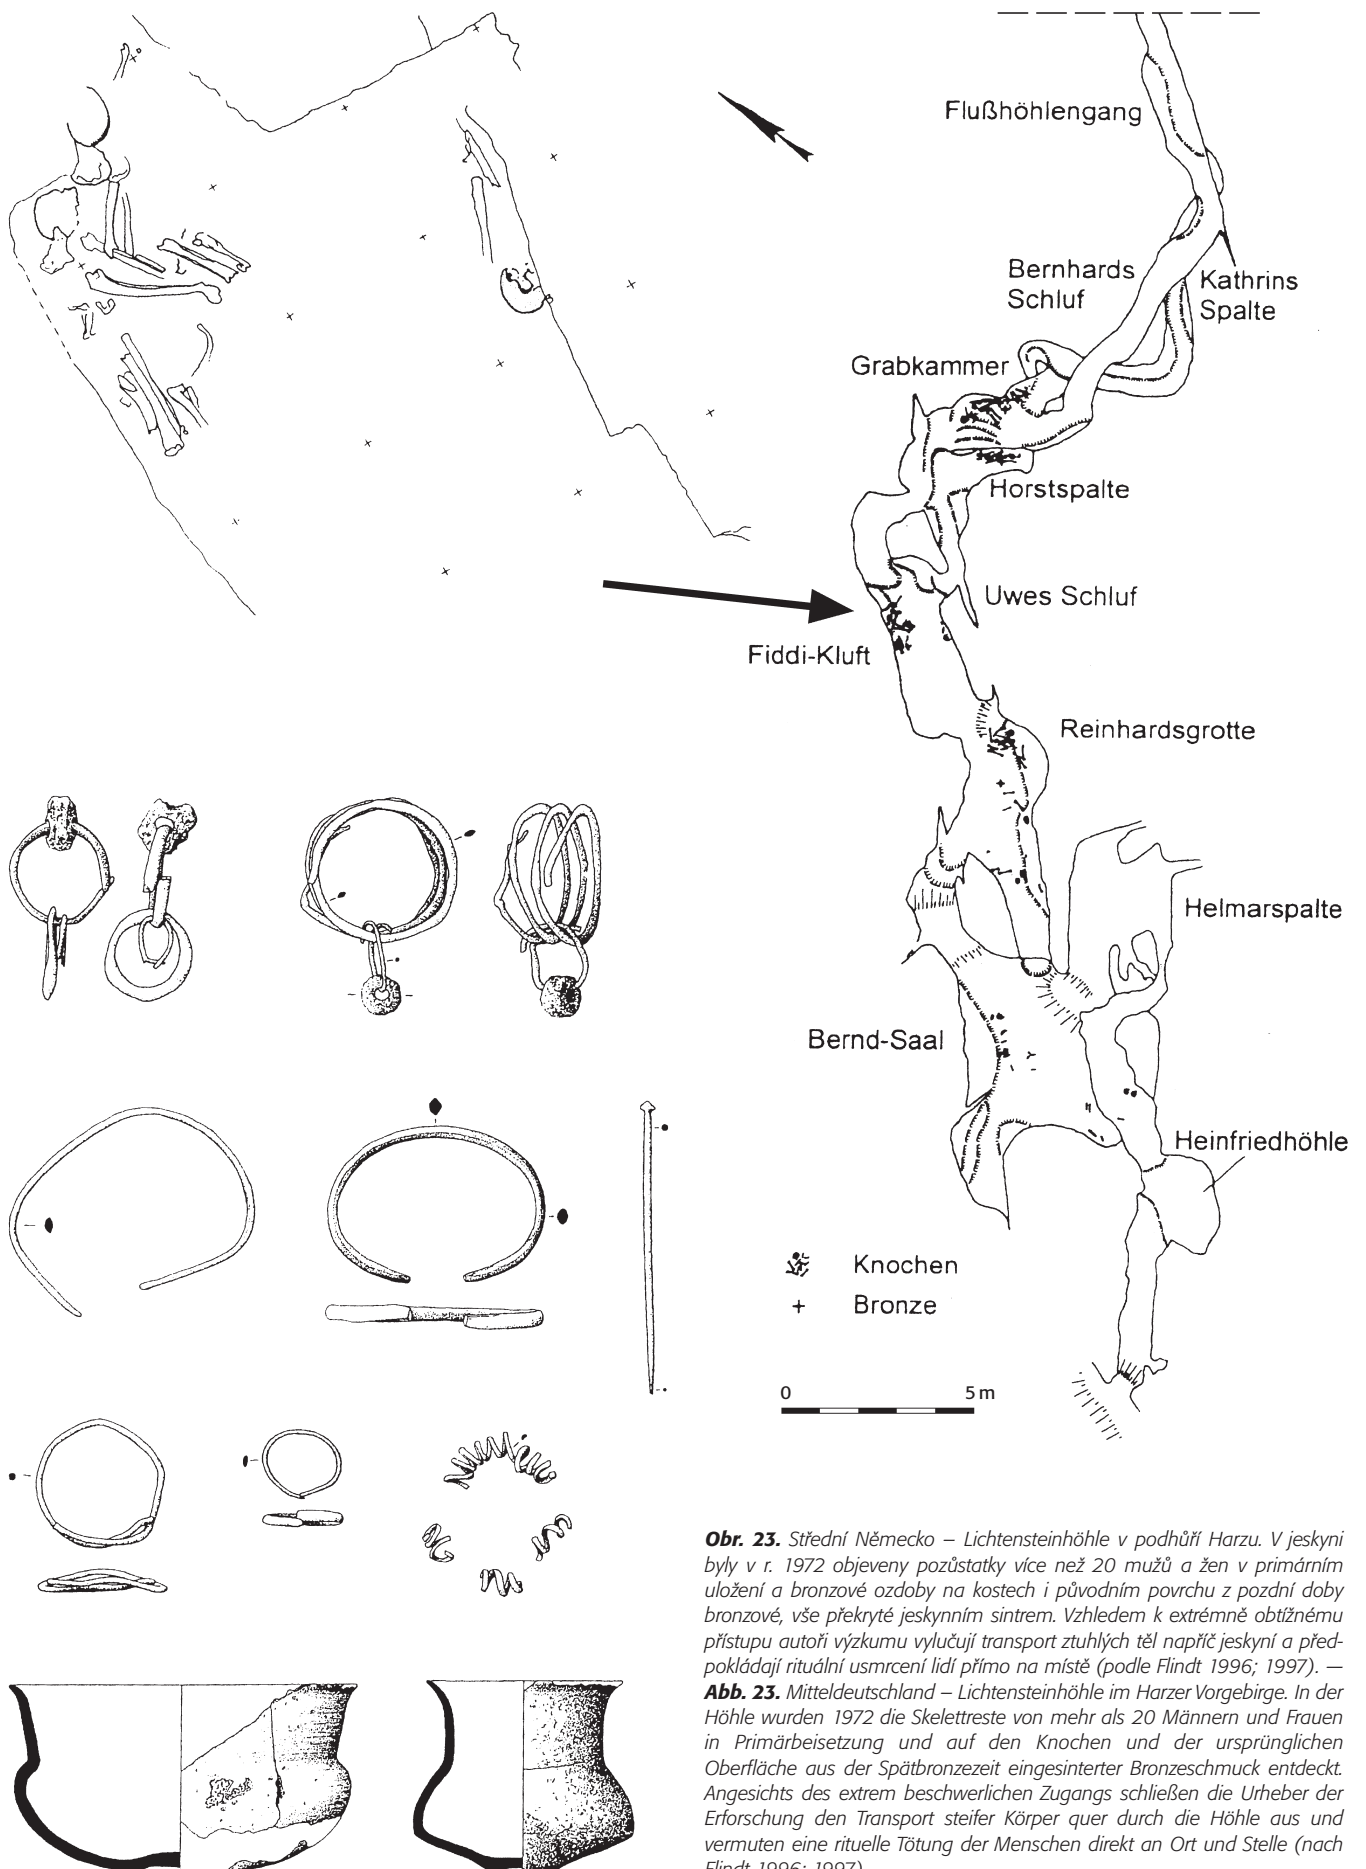 Flußhöhlengang
Bernhards
Schluf
Kathrins
Spalte
Grabkammer
Horstspalte
Uwes Schluf
Fiddi-Kluft
Reinhardsgrotte
Helmarspalte
Bernd-Saal
Heinfriedhöhle
Knochen
Bronze
0 5 m
Obr. 23. Střední Německo – Lichtensteinhöhle v podhůří Harzu. V jeskyni
byly v r. 1972 objeveny pozůstatky více než 20 mužů a žen v primárním
uložení a bronzové ozdoby na kostech i původním povrchu z pozdní doby
bronzové, vše překryté jeskynním sintrem. Vzhledem k extrémně obtížnému
přístupu autoři výzkumu vylučují transport ztuhlých těl napříč jeskyní a před-
pokládají rituální usmrcení lidí přímo na místě (podle Flindt 1996; 1997). —
Abb. 23. Mitteldeutschland – Lichtensteinhöhle im Harzer Vorgebirge. In der
Höhle wurden 1972 die Skelettreste von mehr als 20 Männern und Frauen
in Primärbeisetzung und auf den Knochen und der ursprünglichen
Oberfläche aus der Spätbronzezeit eingesinterter Bronzeschmuck entdeckt.
Angesichts des extrem beschwerlichen Zugangs schließen die Urheber der
Erforschung den Transport steifer Körper quer durch die Höhle aus und
vermuten eine rituelle Tötung der Menschen direkt an Ort und Stelle (nach
Flindt 1996; 1997)